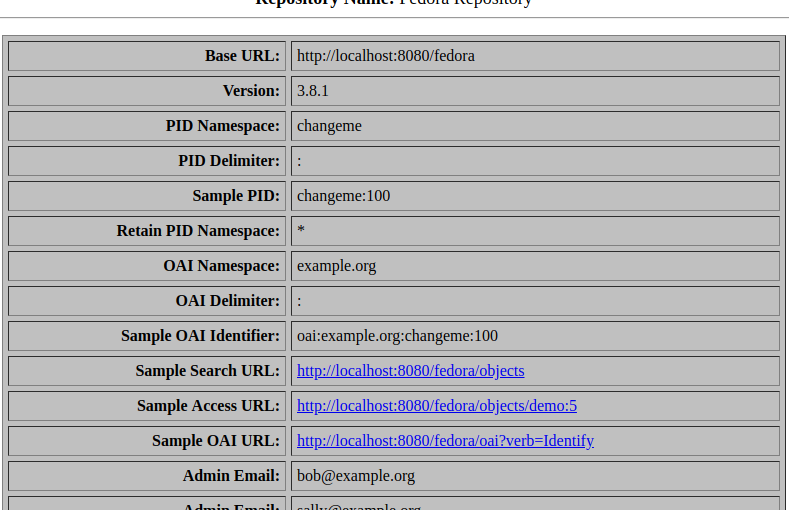 Repository Name: Fedora Repository
Base URL: http://localhost:8080/fedora
Version: 3.8.1
PID Namespace: changeme
PID Delimiter: :
Sample PID: changeme:100
Retain PID Namespace: *
OAI Namespace: example.org
OAI Delimiter: :
Sample OAI Identifier: oai:example.org:changeme:100
Sample Search URL: http://localhost:8080/fedora/objects
Sample Access URL: http://localhost:8080/fedora/objects/demo:5
Sample OAI URL: http://localhost:8080/fedora/oai?verb=Identify
Admin Email: bob@example.org
Admin Email: sally@example.org